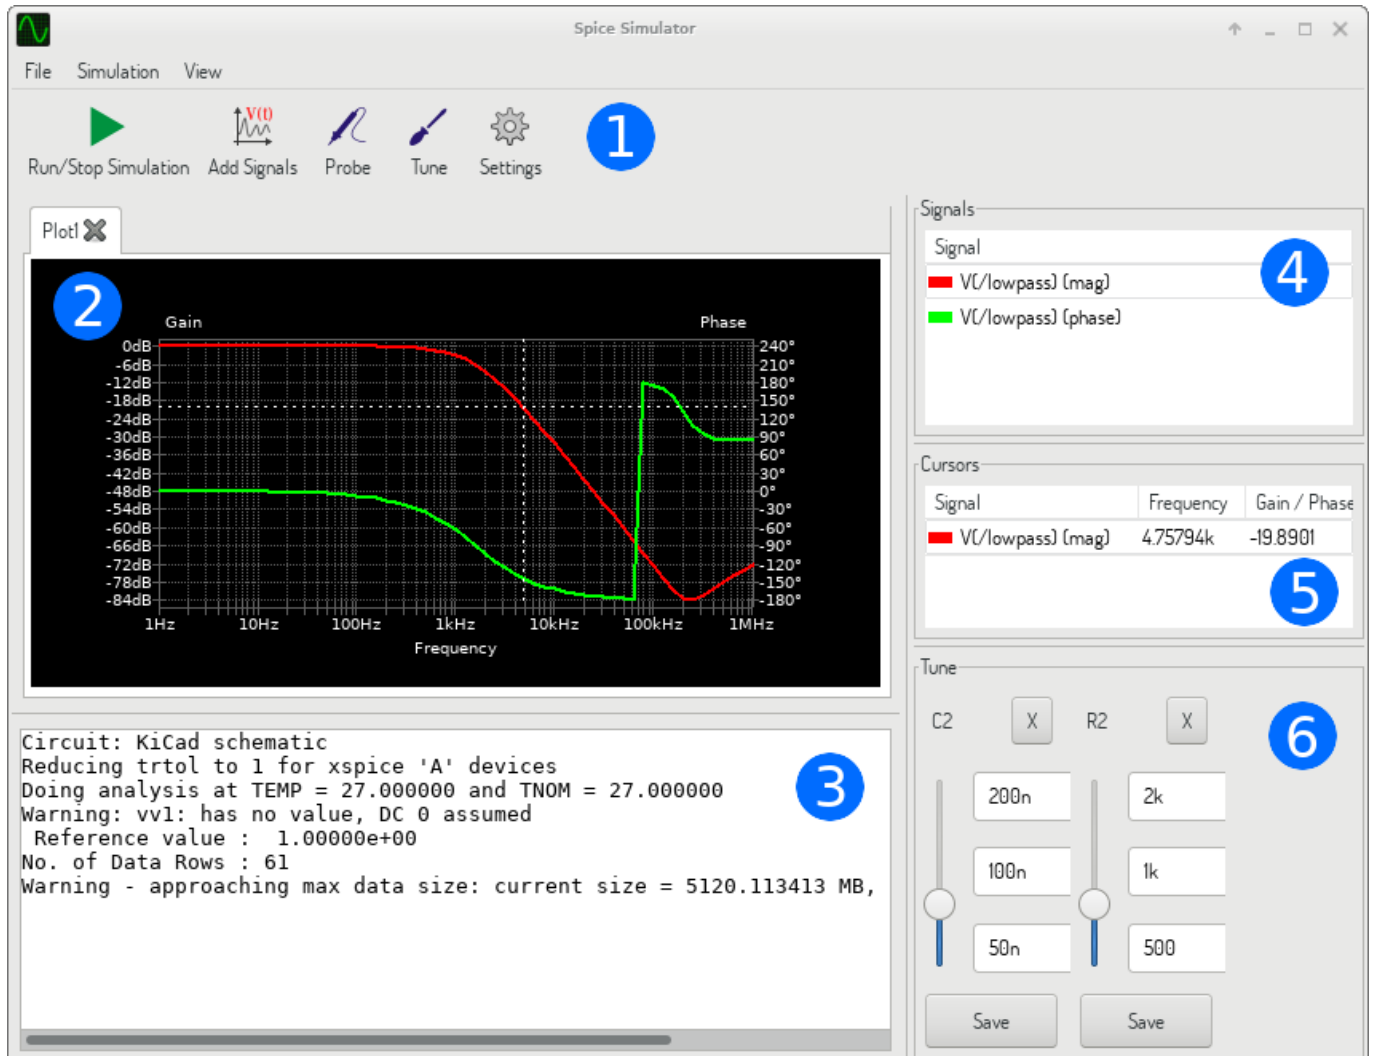 Spice Simulator
File Simulation View
V(t)
Run/Stop Simulation Add Signals Probe Tune Settings
1
Plot1
2
Gain Phase
0dB 240°
-6dB 210°
-12dB 180°
-18dB 150°
-24dB 120°
-30dB 90°
-36dB 60°
-42dB 30°
-48dB 0°
-54dB -30°
-60dB -60°
-66dB -90°
-72dB -120°
-78dB -150°
-84dB -180°
1Hz 10Hz 100Hz 1kHz 10kHz 100kHz 1MHz
Frequency
Circuit: KiCad schematic
Reducing trtol to 1 for xspice 'A' devices
Doing analysis at TEMP = 27.000000 and TNOM = 27.000000
Warning: vv1: has no value, DC 0 assumed
Reference value : 1.00000e+00
No. of Data Rows : 61
Warning - approaching max data size: current size = 5120.113413 MB,
3
Signals
Signal
4
V(/lowpass) (mag)
V(/lowpass) (phase)
Cursors
Signal Frequency Gain / Phase
V(/lowpass) (mag) 4.75794k -19.8901
5
Tune
C2 X R2 X
6
200n 2k
100n 1k
50n 500
Save Save